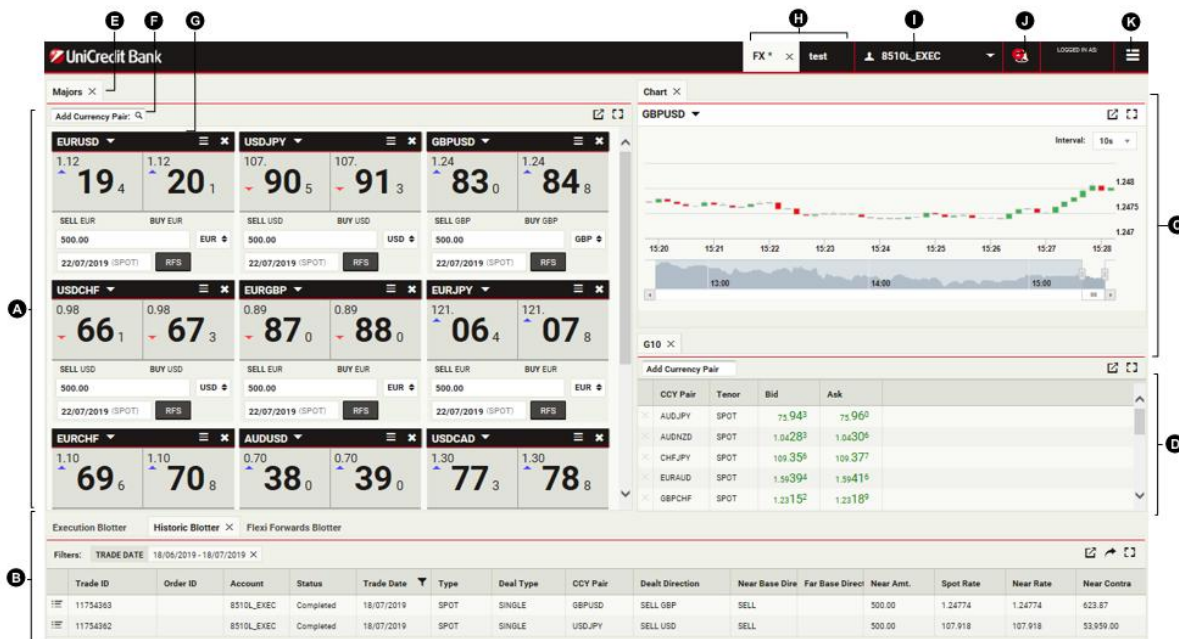 E F G H I J K
UniCredit Bank
FX * × test 8510L_EXEC LOGGED IN AS:
Majors ×
Add Currency Pair:
A
EURUSD USDJPY GBPUSD
1.12 19 4 1.12 20 1 107. 90 5 107. 91 3 1.24 83 0 1.24 84 8
SELL EUR BUY EUR SELL USD BUY USD SELL GBP BUY GBP
500.00 EUR 500.00 USD 500.00 GBP
22/07/2019 (SPOT) RFS 22/07/2019 (SPOT) RFS 22/07/2019 (SPOT) RFS
USDCHF EURGBP EURJPY
0.98 66 1 0.98 67 3 0.89 87 0 0.89 88 0 121. 06 4 121. 07 8
SELL USD BUY USD SELL EUR BUY EUR SELL EUR BUY EUR
500.00 USD 500.00 EUR 500.00 EUR
22/07/2019 (SPOT) RFS 22/07/2019 (SPOT) RFS 22/07/2019 (SPOT) RFS
EURCHF AUDUSD USDCAD
1.10 69 6 1.10 70 8 0.70 38 0 0.70 39 0 1.30 77 3 1.30 78 8
Chart ×
GBPUSD
Interval: 10s
C
1.248
1.2475
1.247
15:20 15:21 15:22 15:23 15:24 15:25 15:26 15:27 15:28
13:00 14:00 15:00
G10 ×
Add Currency Pair
D
CCY Pair Tenor Bid Ask
AUDJPY SPOT 75.943 75.960
AUDNZD SPOT 1.04283 1.04306
CHFJPY SPOT 109.356 109.377
EURAUD SPOT 1.59394 1.59416
GBPCHF SPOT 1.23152 1.23189
B
Execution Blotter Historic Blotter × Flexi Forwards Blotter
Filters: TRADE DATE 18/06/2019 - 18/07/2019 ×
Trade ID Order ID Account Status Trade Date Type Deal Type CCY Pair Dealt Direction Near Base Dire Far Base Direct Near Amt. Spot Rate Near Rate Near Contra
11754363 8510L_EXEC Completed 18/07/2019 SPOT SINGLE GBPUSD SELL GBP SELL 500.00 1.24774 1.24774 623.87
11754362 8510L_EXEC Completed 18/07/2019 SPOT SINGLE USDJPY SELL USD SELL 500.00 107.918 107.918 53,959.00